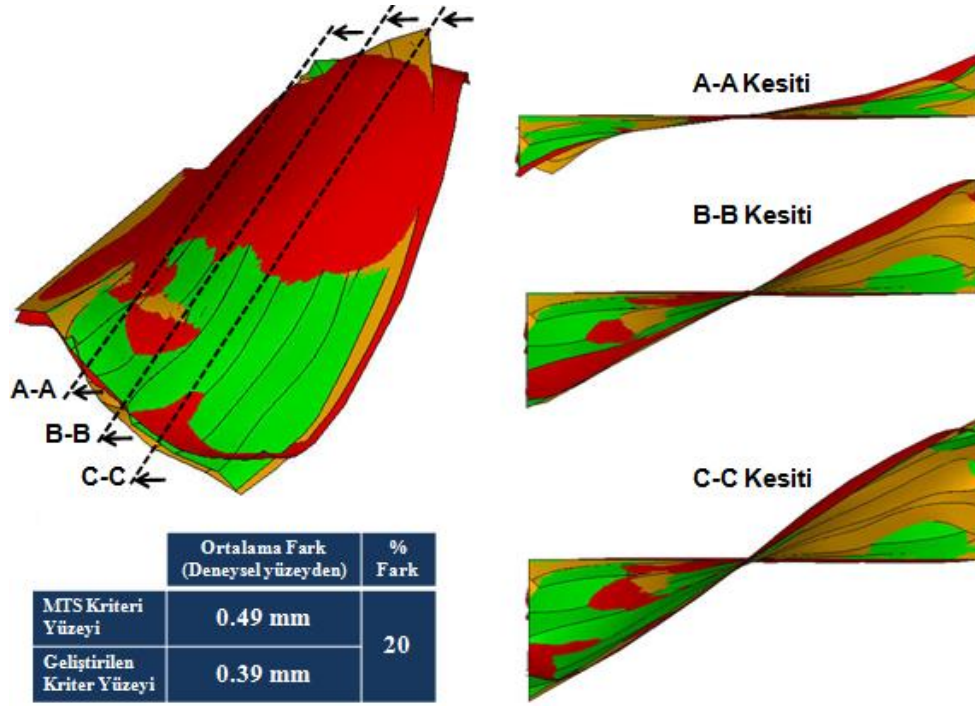 A-A
B-B
C-C
A-A Kesiti
B-B Kesiti
C-C Kesiti
Ortalama Fark
(Deneysel yüzeyden)
%
Fark
MTS Kriteri
Yüzeyi
0.49 mm
20
Geliştirilen
Kriter Yüzeyi
0.39 mm